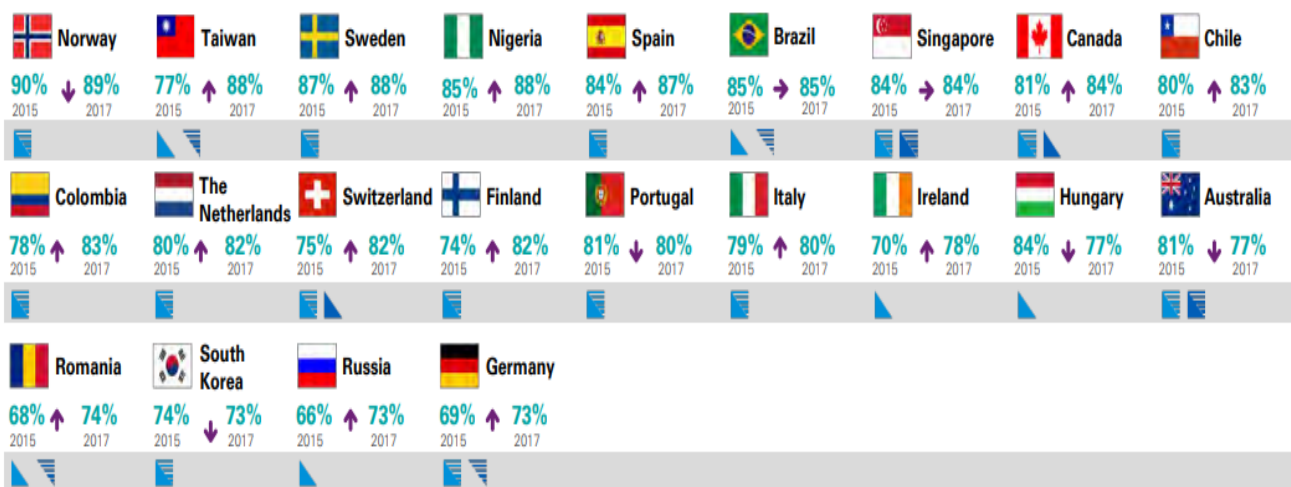 Norway Taiwan Sweden Nigeria Spain Brazil Singapore Canada Chile
90% 89% 77% 88% 87% 88% 85% 88% 84% 87% 85% 85% 84% 84% 81% 84% 80% 83%
2015 2017 2015 2017 2015 2017 2015 2017 2015 2017 2015 2017 2015 2017 2015 2017 2015 2017
Colombia The Netherlands Switzerland Finland Portugal Italy Ireland Hungary Australia
78% 83% 80% 82% 75% 82% 74% 82% 81% 80% 79% 80% 70% 78% 84% 77% 81% 77%
2015 2017 2015 2017 2015 2017 2015 2017 2015 2017 2015 2017 2015 2017 2015 2017 2015 2017
Romania South Korea Russia Germany
68% 74% 74% 73% 66% 73% 69% 73%
2015 2017 2015 2017 2015 2017 2015 2017